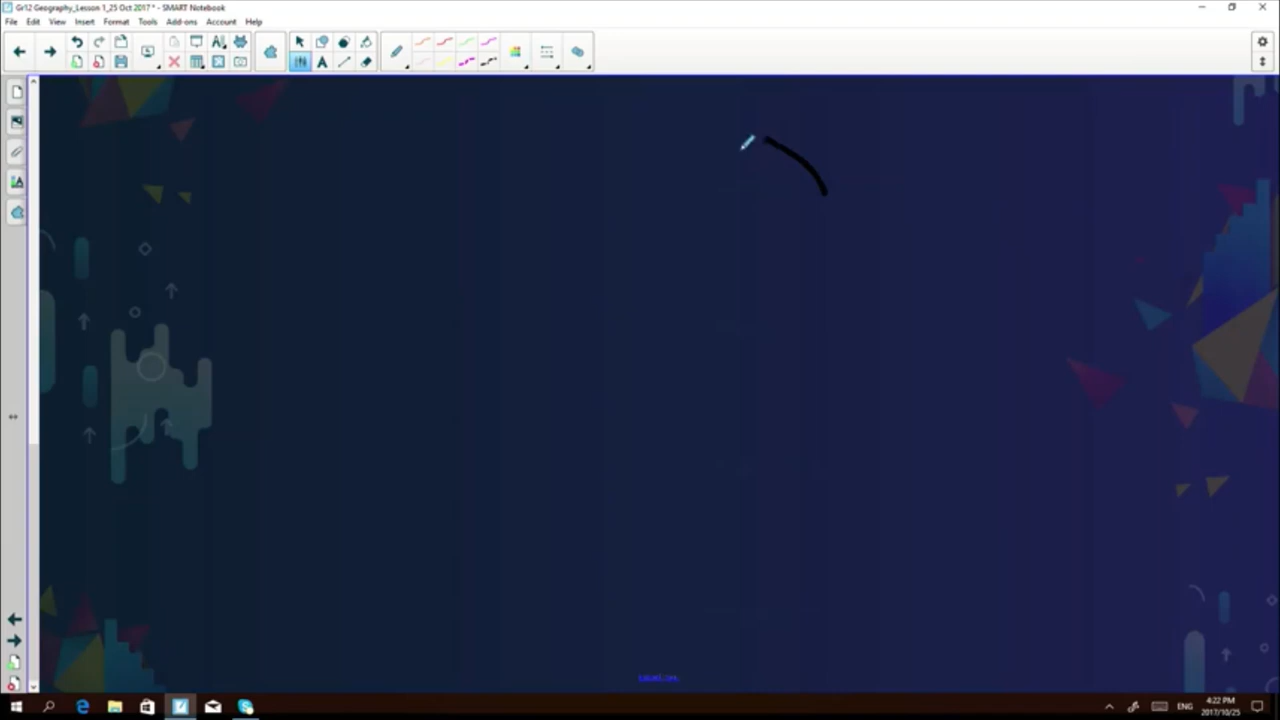 Gr12 Geography_Lesson 1_25 Oct 2017 * - SMART Notebook
File Edit View Insert Format Tools Add-ons Account Help
ENG
4:22 PM
2017/10/25